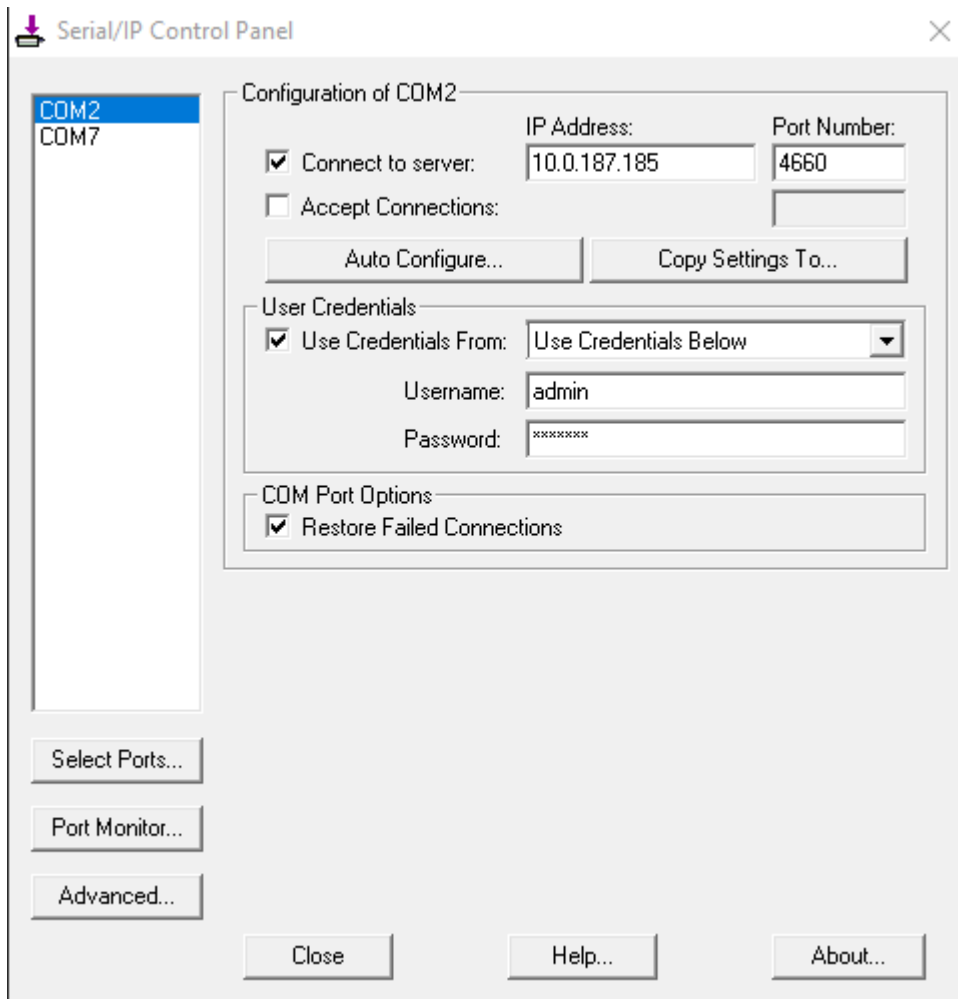 Serial/IP Control Panel
COM2
COM7
Configuration of COM2
IP Address: Port Number:
Connect to server: 10.0.187.185 4660
Accept Connections:
Auto Configure... Copy Settings To...
User Credentials
Use Credentials From: Use Credentials Below
Username: admin
Password: *******
COM Port Options
Restore Failed Connections
Select Ports...
Port Monitor...
Advanced...
Close Help... About...